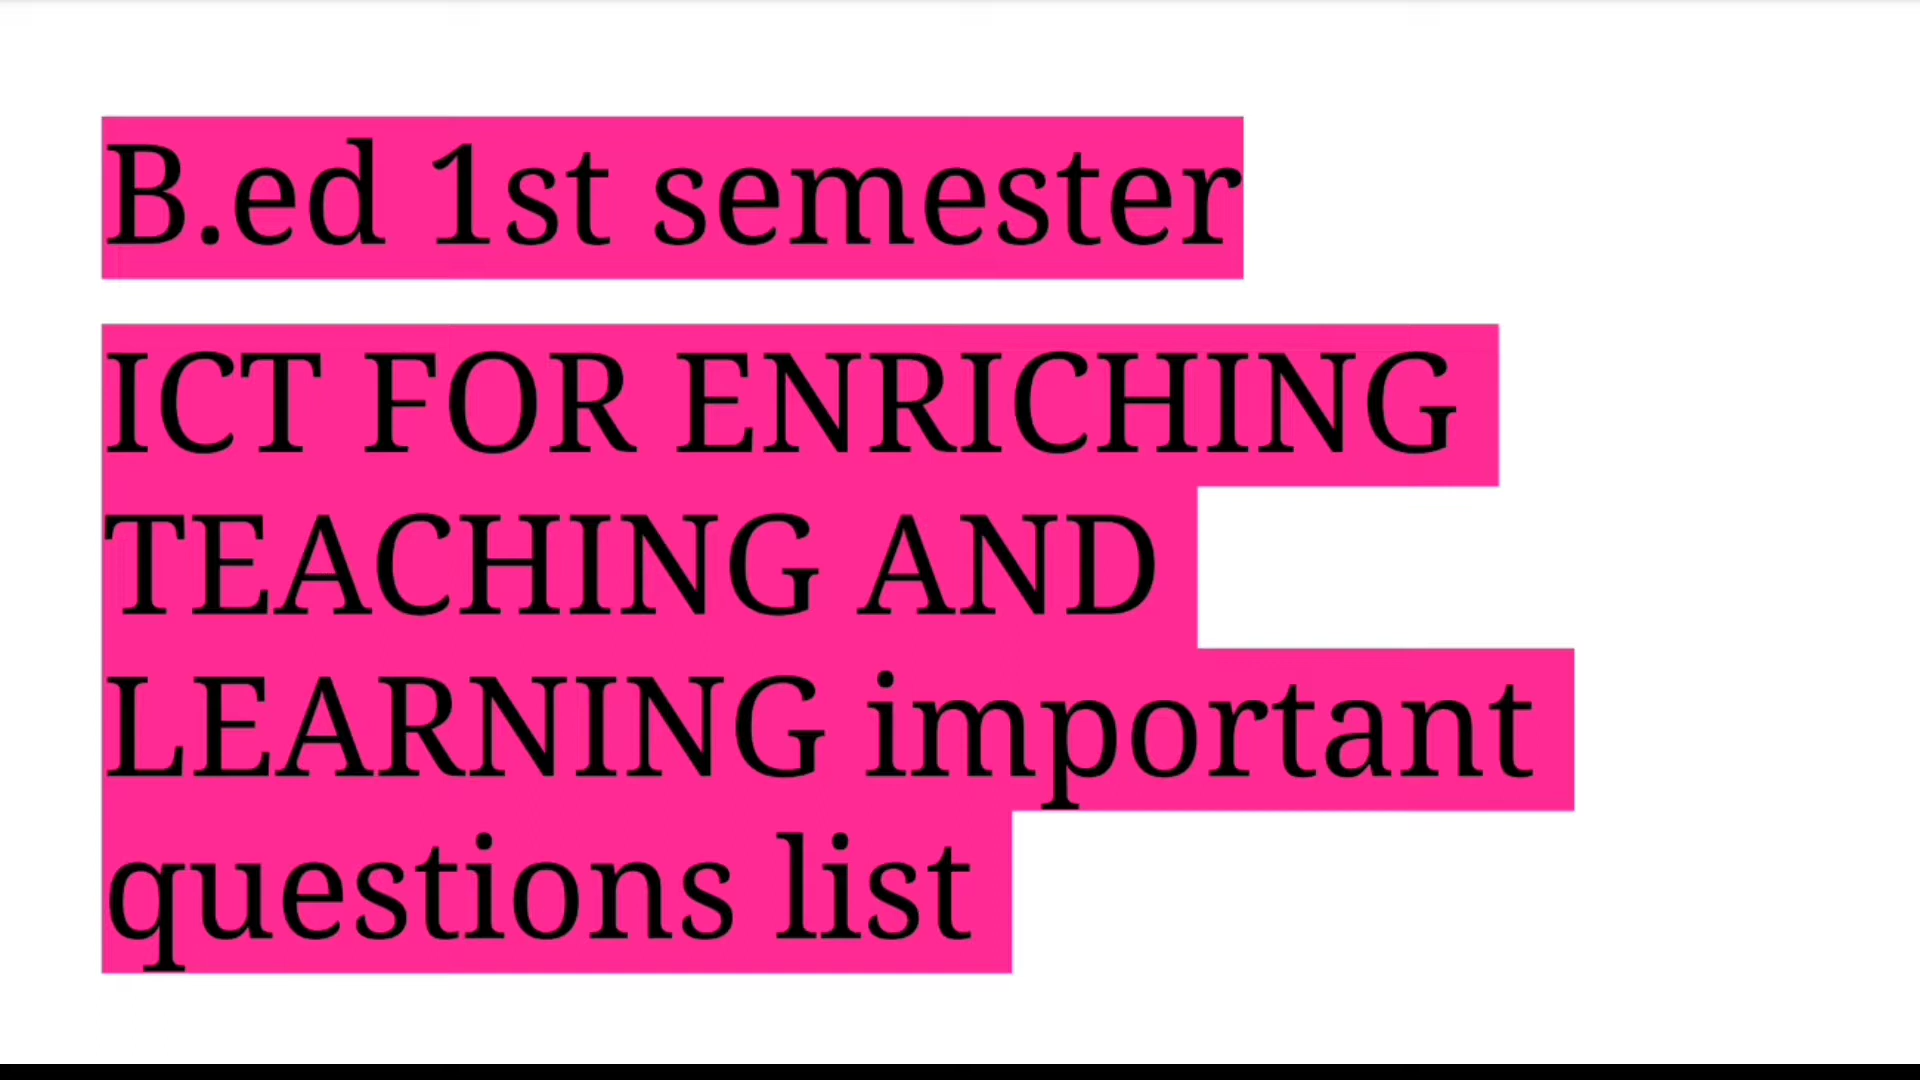 B.ed 1st semester
ICT FOR ENRICHING
TEACHING AND
LEARNING important
questions list